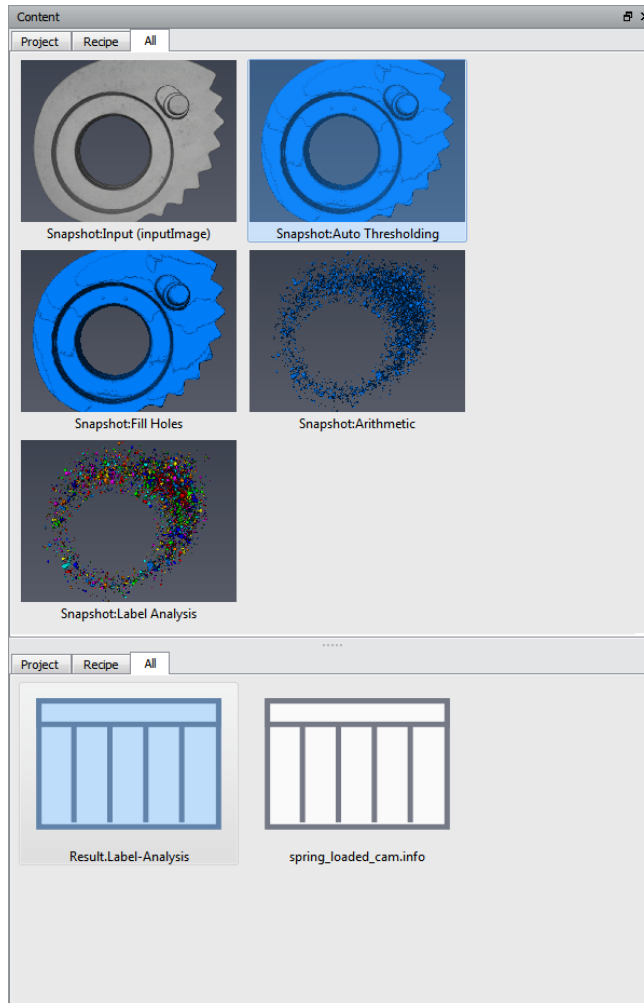 Content
Project Recipe All
Snapshot:Input (inputImage) Snapshot:Auto Thresholding
Snapshot:Fill Holes Snapshot:Arithmetic
Snapshot:Label Analysis
Project Recipe All
Result.Label-Analysis spring_loaded_cam.info